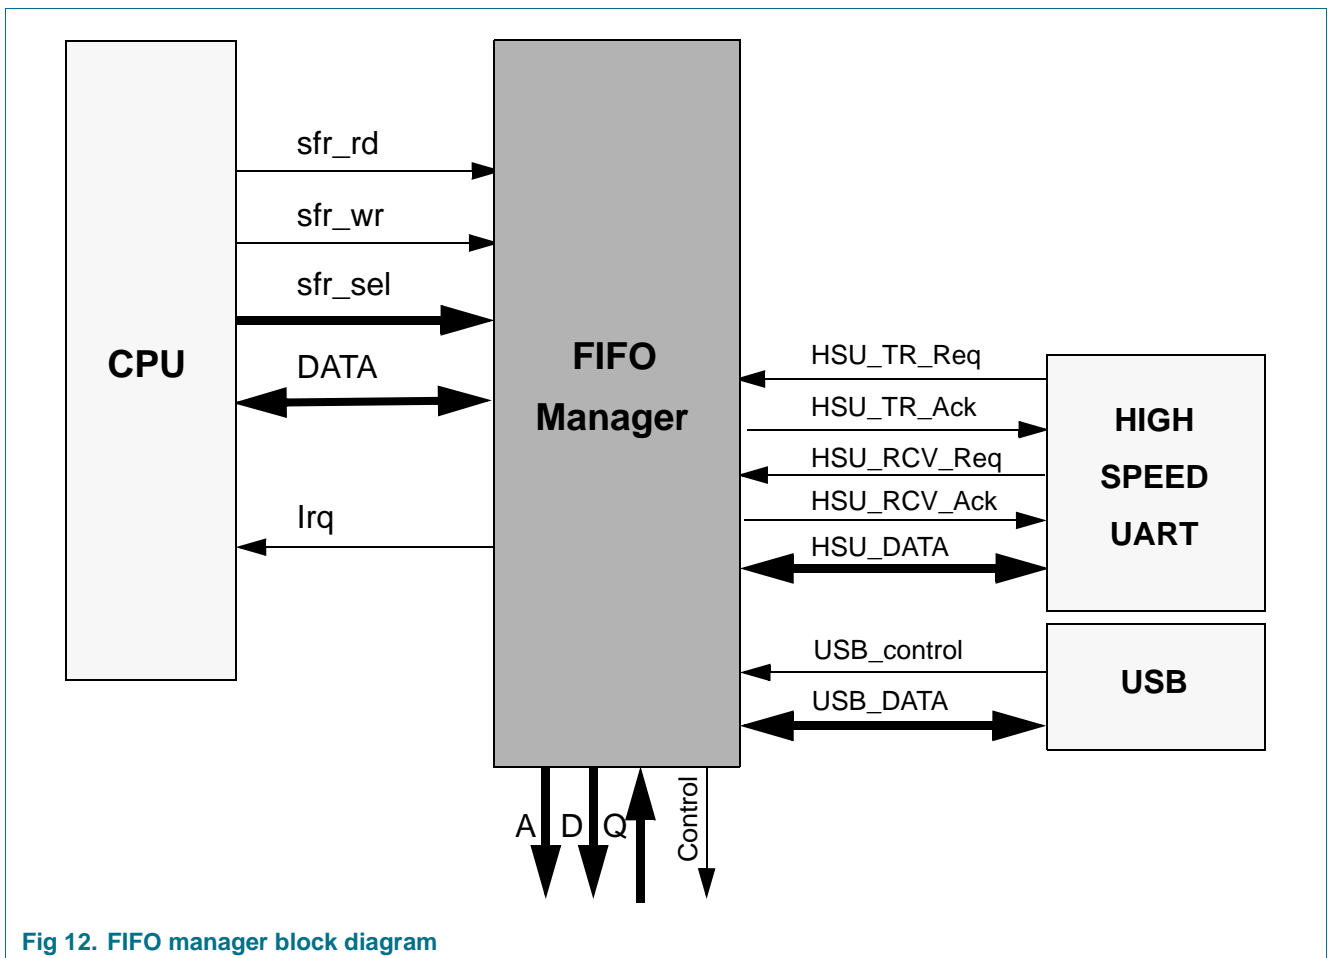 sfr_rd
sfr_wr
sfr_sel
CPU
DATA
Irq
FIFO
Manager
HSU_TR_Req
HSU_TR_Ack
HSU_RCV_Req
HSU_RCV_Ack
HSU_DATA
HIGH
SPEED
UART
USB_control
USB_DATA
USB
A D Q Control
Fig 12. FIFO manager block diagram